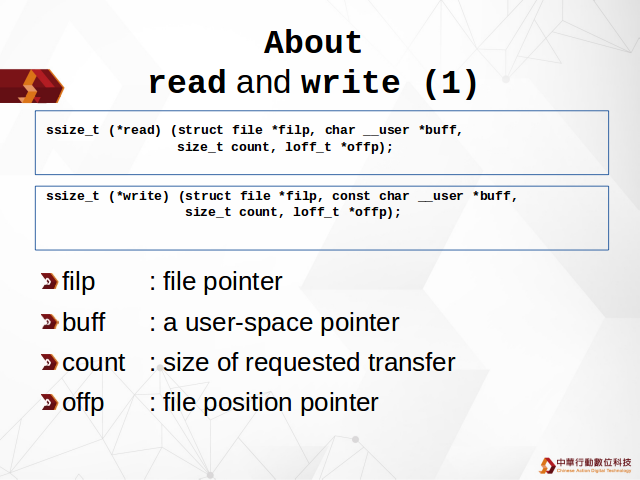 About
read and write (1)
ssize_t (*read) (struct file *filp, char __user *buff,
size_t count, loff_t *offp);
ssize_t (*write) (struct file *filp, const char __user *buff,
size_t count, loff_t *offp);
filp : file pointer
buff : a user-space pointer
count : size of requested transfer
offp : file position pointer
中華行動數位科技
Chinese Action Digital Technology